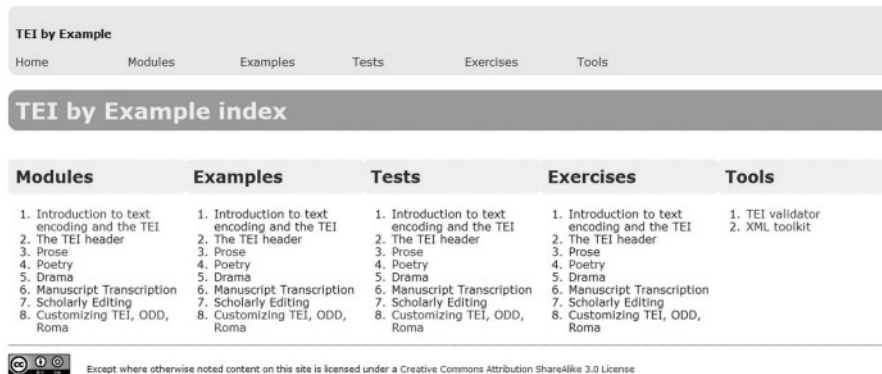 TEI by Example
Home Modules Examples Tests Exercises Tools
TEI by Example index
Modules
1. Introduction to text
encoding and the TEI
2. The TEI header
3. Prose
4. Poetry
5. Drama
6. Manuscript Transcription
7. Scholarly Editing
8. Customizing TEI, ODD,
Roma
Examples
1. Introduction to text
encoding and the TEI
2. The TEI header
3. Prose
4. Poetry
5. Drama
6. Manuscript Transcription
7. Scholarly Editing
8. Customizing TEI, ODD,
Roma
Tests
1. Introduction to text
encoding and the TEI
2. The TEI header
3. Prose
4. Poetry
5. Drama
6. Manuscript Transcription
7. Scholarly Editing
8. Customizing TEI, ODD,
Roma
Exercises
1. Introduction to text
encoding and the TEI
2. The TEI header
3. Prose
4. Poetry
5. Drama
6. Manuscript Transcription
7. Scholarly Editing
8. Customizing TEI, ODD,
Roma
Tools
1. TEI validator
2. XML toolkit
cc
Except where otherwise noted content on this site is licensed under a Creative Commons Attribution ShareAlike 3.0 License